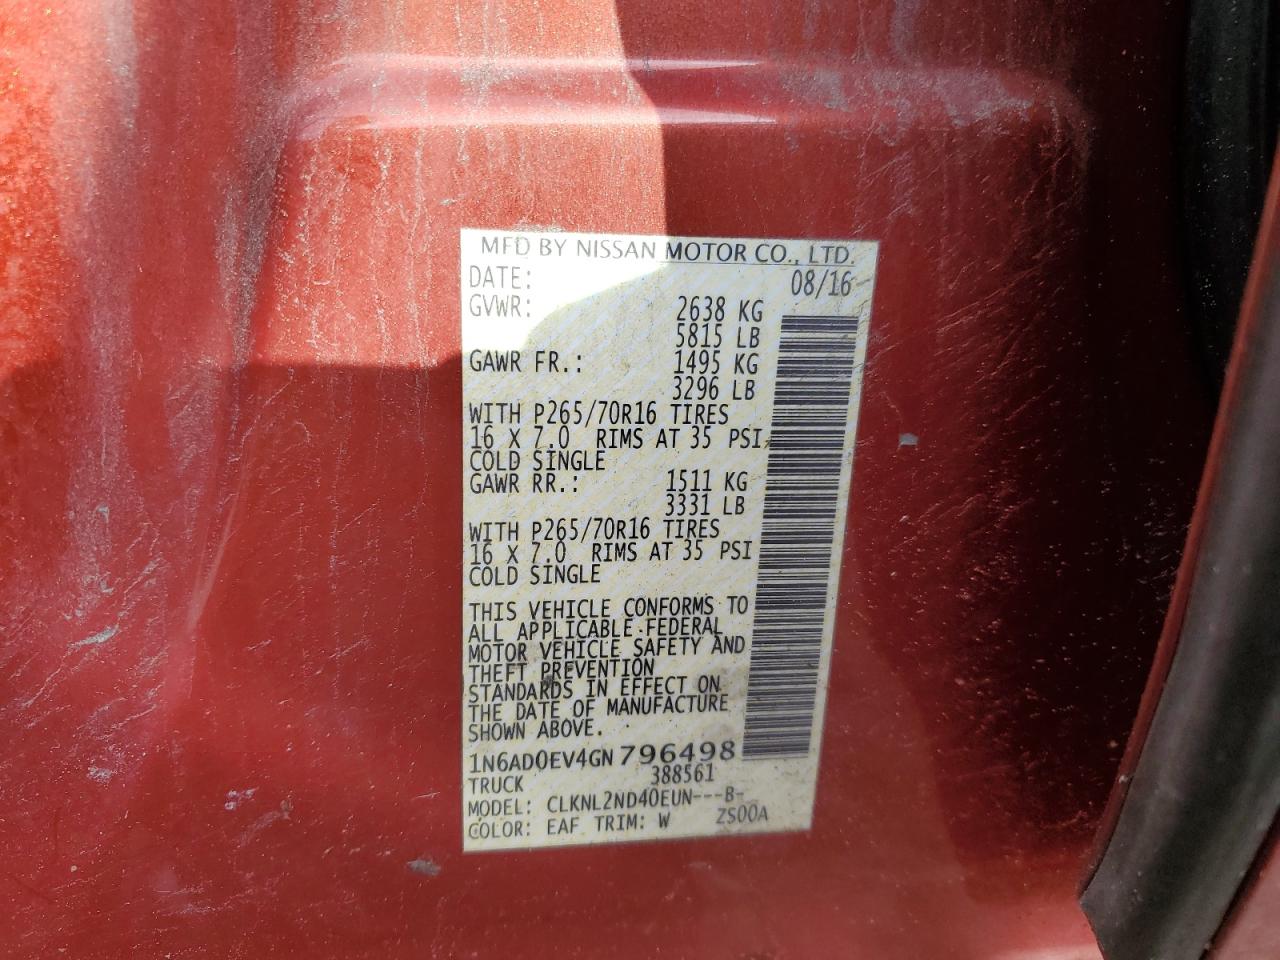 MFD BY NISSAN MOTOR CO., LTD.
DATE: 08/16
GVWR: 2638 KG
5815 LB
GAWR FR.: 1495 KG
3296 LB
WITH P265/70R16 TIRES
16 X 7.0 RIMS AT 35 PSI
COLD SINGLE
GAWR RR.: 1511 KG
3331 LB
WITH P265/70R16 TIRES
16 X 7.0 RIMS AT 35 PSI
COLD SINGLE
THIS VEHICLE CONFORMS TO
ALL APPLICABLE FEDERAL
MOTOR VEHICLE SAFETY AND
THEFT PREVENTION
STANDARDS IN EFFECT ON
THE DATE OF MANUFACTURE
SHOWN ABOVE.
1N6AD0EV4GN796498
TRUCK 388561
MODEL: CLKNL2ND40EUN---B-
COLOR: EAF TRIM: W ZS00A